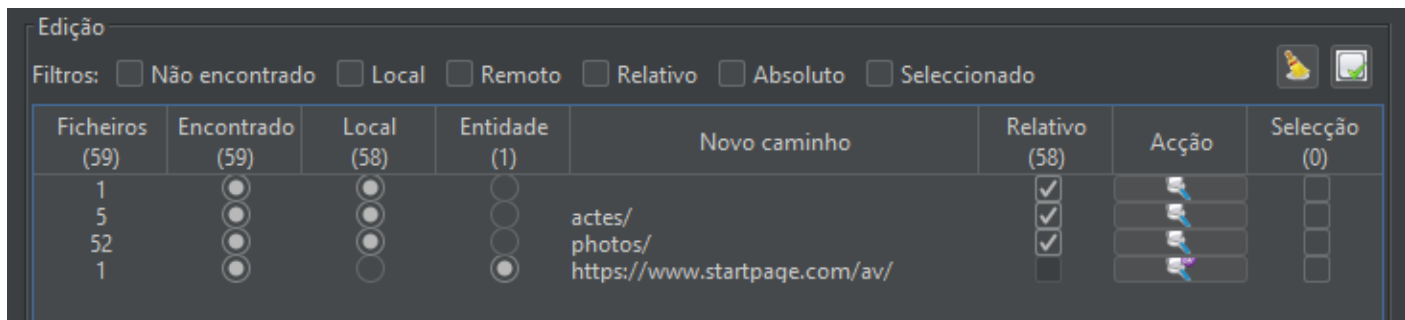 Edição
Filtros: Não encontrado Local Remoto Relativo Absoluto Seleccionado
Ficheiros Encontrado Local Entidade Novo caminho Relativo Acção Selecção
(59) (59) (58) (1) (58) (0)
1
5 actes/
52 photos/
1 https://www.startpage.com/av/